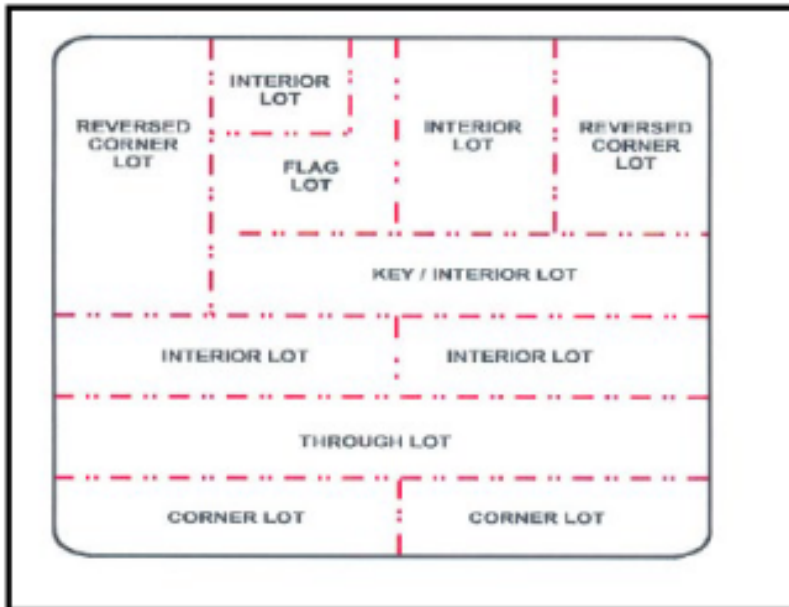 INTERIOR
LOT
REVERSED
CORNER
LOT
FLAG
LOT
INTERIOR
LOT
REVERSED
CORNER
LOT
KEY / INTERIOR LOT
INTERIOR LOT
INTERIOR LOT
THROUGH LOT
CORNER LOT
CORNER LOT